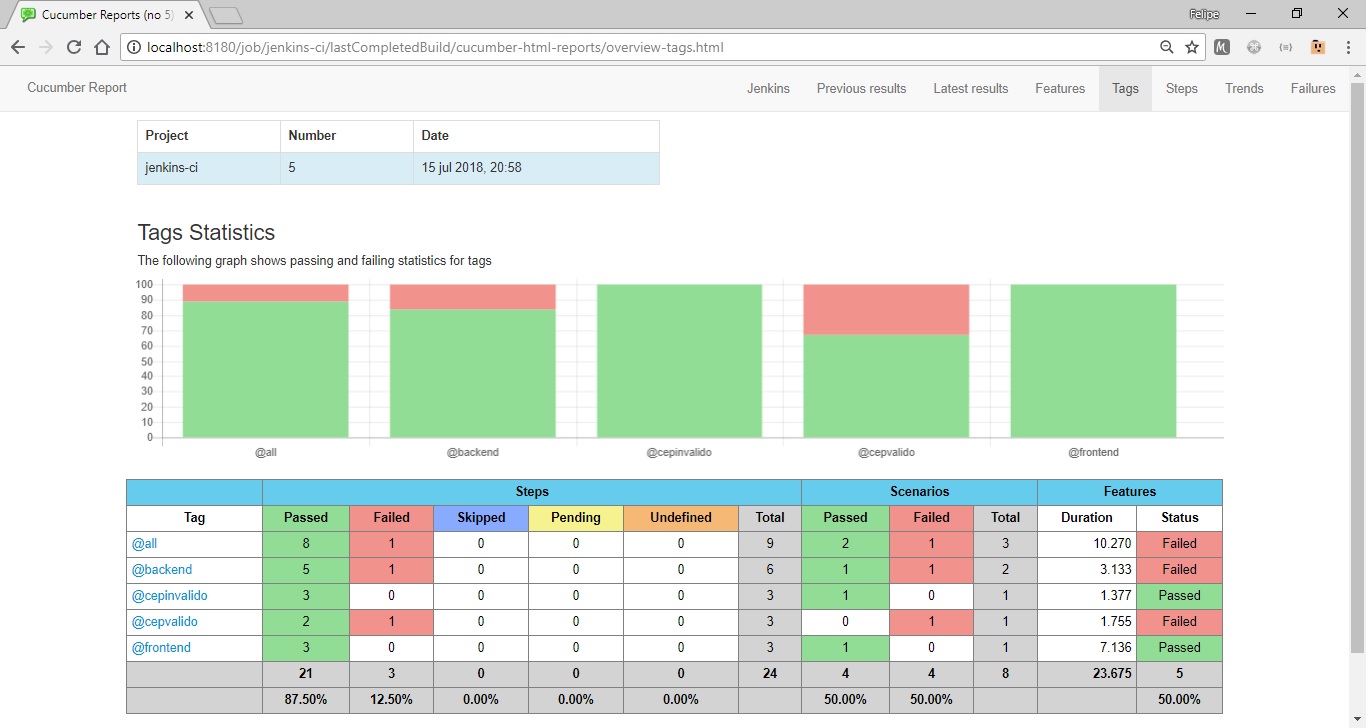 Cucumber Reports (no 5)
Felipe
localhost:8180/job/jenkins-ci/lastCompletedBuild/cucumber-html-reports/overview-tags.html
Cucumber Report Jenkins Previous results Latest results Features Tags Steps Trends Failures
Project Number Date
jenkins-ci 5 15 jul 2018, 20:58
Tags Statistics
The following graph shows passing and failing statistics for tags
100
90
80
70
60
50
40
30
20
10
0
@all @backend @cepinvalido @cepvalido @frontend
Steps Scenarios Features
Tag Passed Failed Skipped Pending Undefined Total Passed Failed Total Duration Status
@all 8 1 0 0 0 9 2 1 3 10.270 Failed
@backend 5 1 0 0 0 6 1 1 2 3.133 Failed
@cepinvalido 3 0 0 0 0 3 1 0 1 1.377 Passed
@cepvalido 2 1 0 0 0 3 0 1 1 1.755 Failed
@frontend 3 0 0 0 0 3 1 0 1 7.136 Passed
21 3 0 0 0 24 4 4 8 23.675 5
87.50% 12.50% 0.00% 0.00% 0.00% 50.00% 50.00% 50.00%